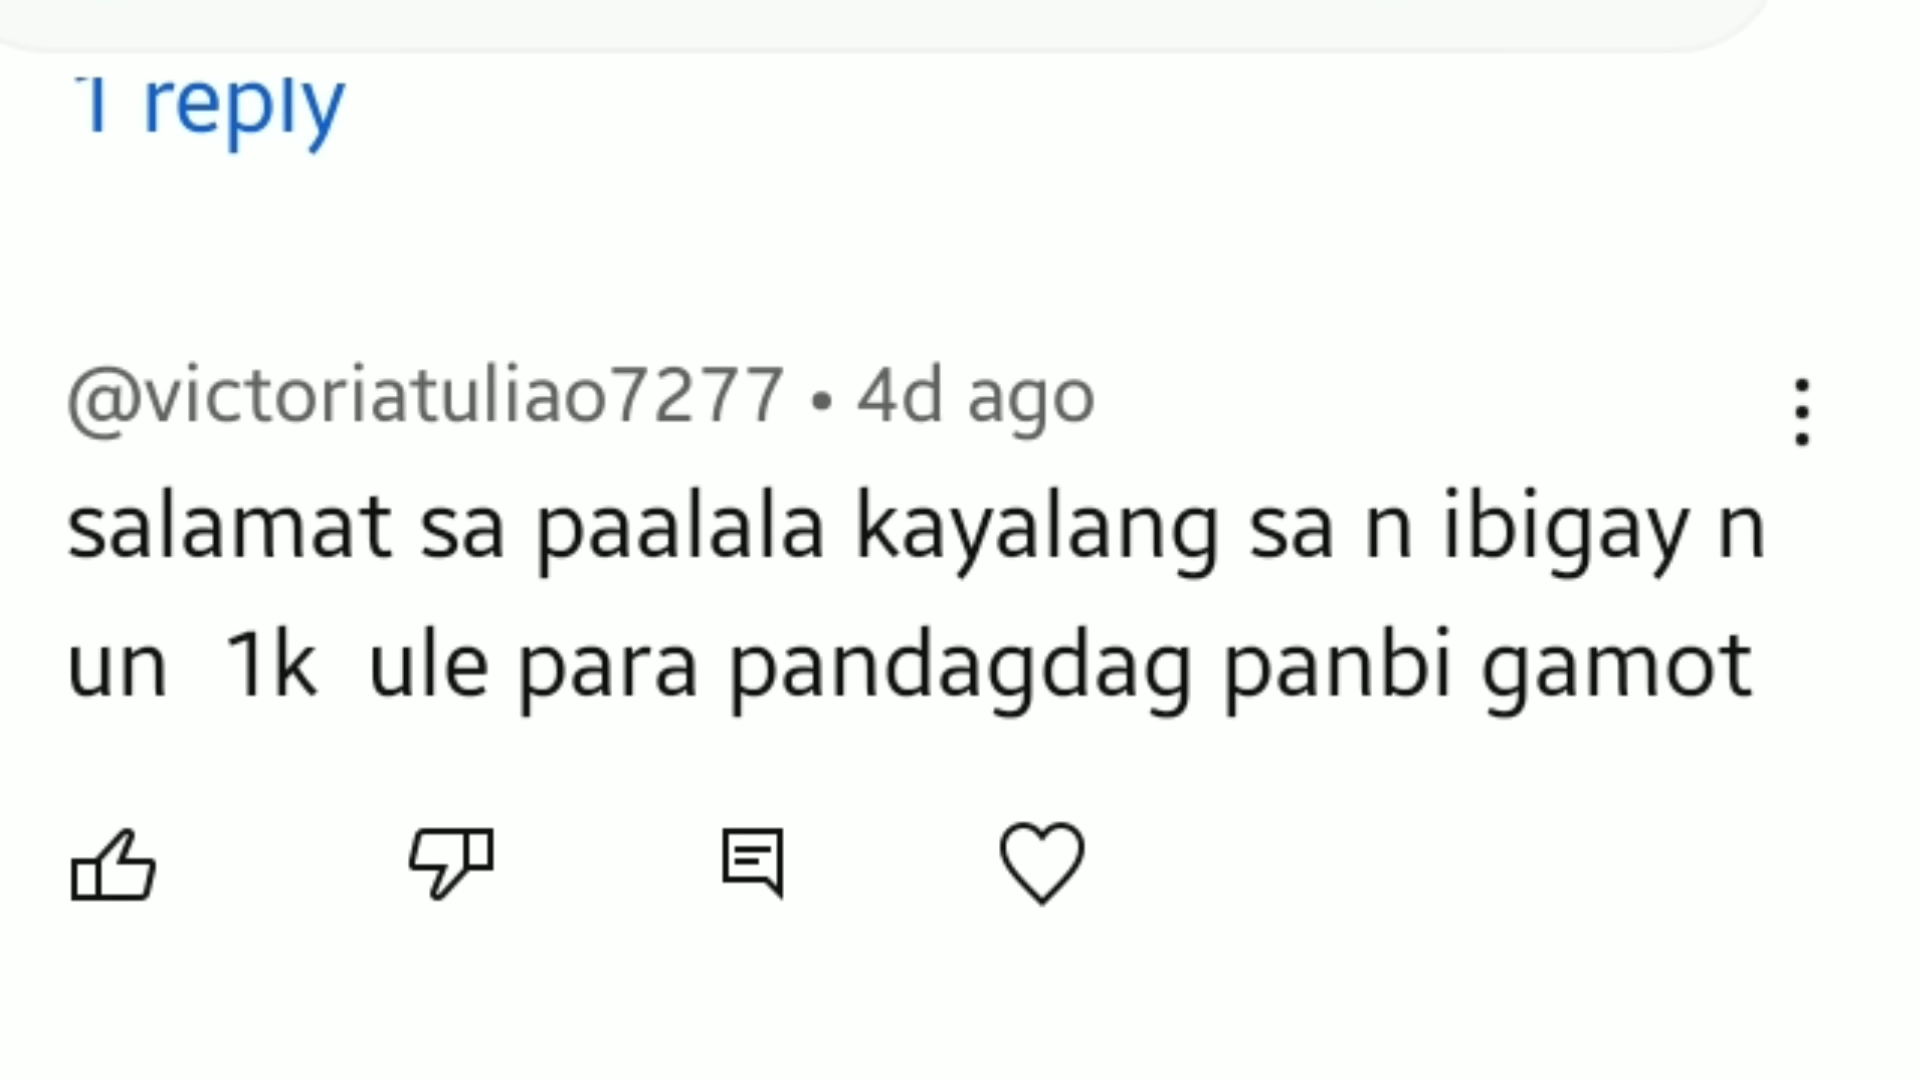 1 reply
@victoriatuliao7277 • 4d ago
salamat sa paalala kayalang sa n ibigay n
un 1k ule para pandagdag panbi gamot